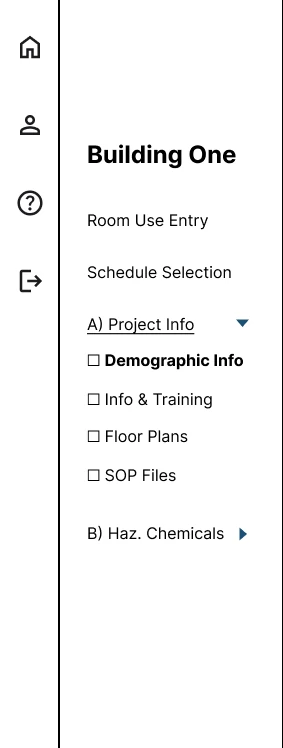 Building One
Room Use Entry
Schedule Selection
A) Project Info
☐ Demographic Info
☐ Info & Training
☐ Floor Plans
☐ SOP Files
B) Haz. Chemicals